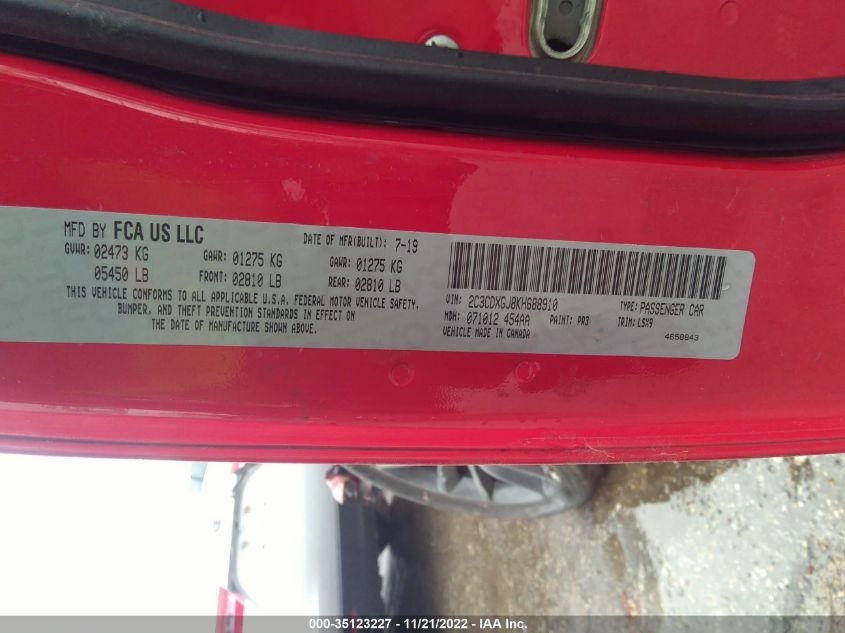 MFD BY FCA US LLC
DATE OF MFR(BUILT): 7-19
GVWR: 02473 KG GAWR: 01275 KG GAWR: 01275 KG
05450 LB FRONT: 02810 LB REAR: 02810 LB
THIS VEHICLE CONFORMS TO ALL APPLICABLE U.S.A. FEDERAL MOTOR VEHICLE SAFETY,
BUMPER, AND THEFT PREVENTION STANDARDS IN EFFECT ON
THE DATE OF MANUFACTURE SHOWN ABOVE.
VIN: 2C3CDXGJ8KH688910 TYPE: PASSENGER CAR
MDH: 071012 454AA PAINT: PR3 TRIM: LSX9
VEHICLE MADE IN CANADA 4658843
000-35123227 - 11/21/2022 - IAA Inc.